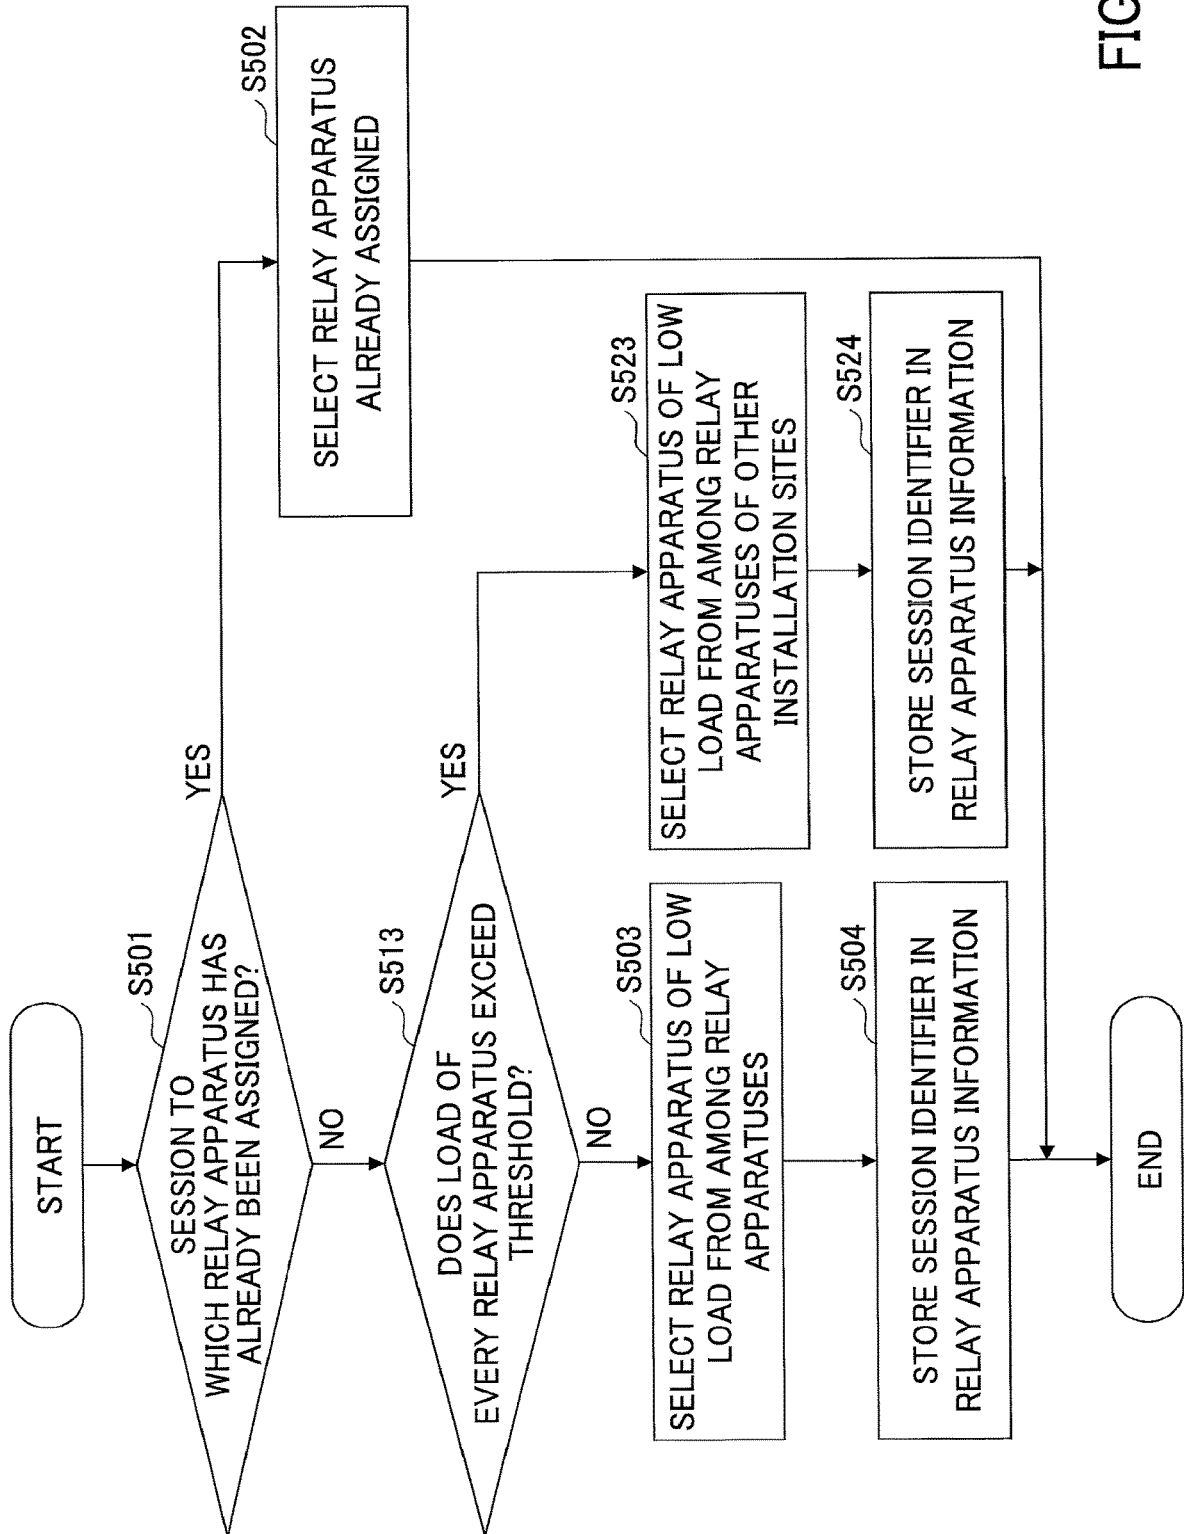 START
S501
SESSION TO
WHICH RELAY APPARATUS HAS
ALREADY BEEN ASSIGNED?
YES
NO
S502
SELECT RELAY APPARATUS
ALREADY ASSIGNED
S513
DOES LOAD OF
EVERY RELAY APPARATUS EXCEED
THRESHOLD?
YES
NO
S503
SELECT RELAY APPARATUS OF LOW
LOAD FROM AMONG RELAY
APPARATUSES
S523
SELECT RELAY APPARATUS OF LOW
LOAD FROM AMONG RELAY
APPARATUSES OF OTHER
INSTALLATION SITES
S504
STORE SESSION IDENTIFIER IN
RELAY APPARATUS INFORMATION
S524
STORE SESSION IDENTIFIER IN
RELAY APPARATUS INFORMATION
END